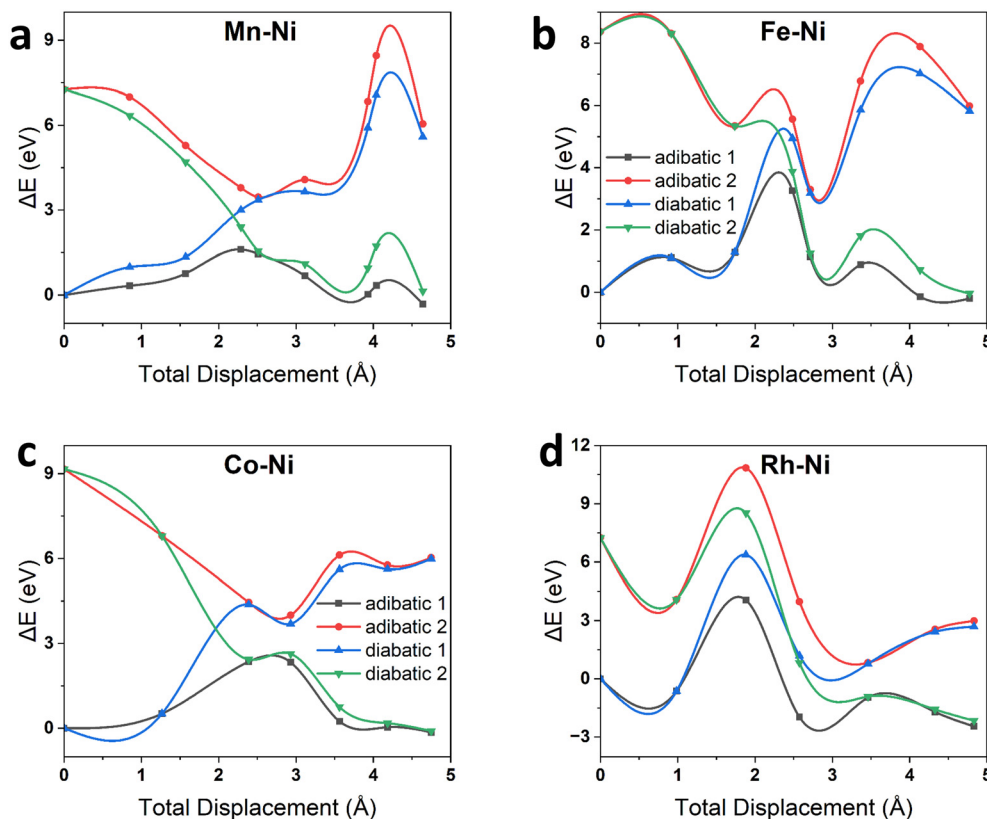 a
Mn-Ni
9
6
3
0
ΔE (eV)
0 1 2 3 4 5
Total Displacement (Å)
b
Fe-Ni
8
6
4
2
0
ΔE (eV)
adibatic 1
adibatic 2
diabatic 1
diabatic 2
0 1 2 3 4 5
Total Displacement (Å)
c
Co-Ni
9
6
3
0
ΔE (eV)
adibatic 1
adibatic 2
diabatic 1
diabatic 2
0 1 2 3 4 5
Total Displacement (Å)
d
Rh-Ni
12
9
6
3
0
−3
ΔE (eV)
0 1 2 3 4 5
Total Displacement (Å)